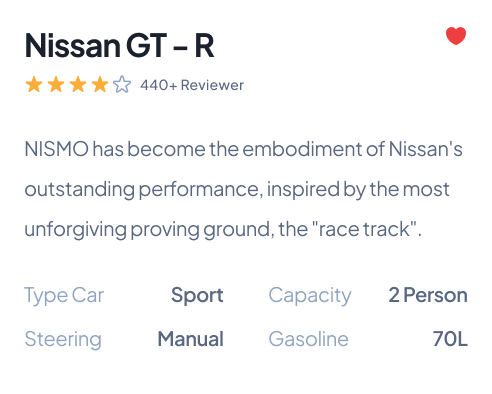 Nissan GT – R
440+ Reviewer
NISMO has become the embodiment of Nissan's
outstanding performance, inspired by the most
unforgiving proving ground, the "race track".
Type Car Sport Capacity 2 Person
Steering Manual Gasoline 70L